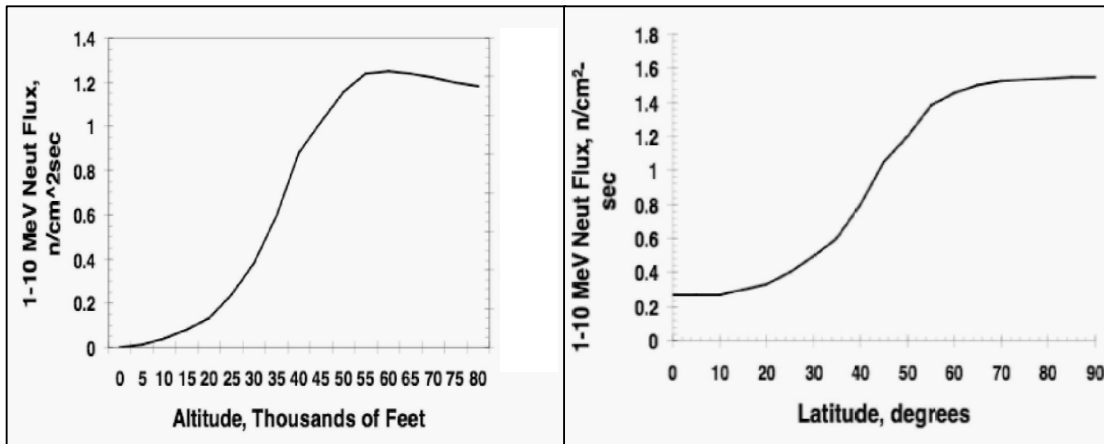 1.4
1.2
1
0.8
0.6
0.4
0.2
0
1-10 MeV Neut Flux,
n/cm^2sec
0 5 10 15 20 25 30 35 40 45 50 55 60 65 70 75 80
Altitude, Thousands of Feet
1.8
1.6
1.4
1.2
1
0.8
0.6
0.4
0.2
0
1-10 MeV Neut Flux, n/cm²-
sec
0 10 20 30 40 50 60 70 80 90
Latitude, degrees